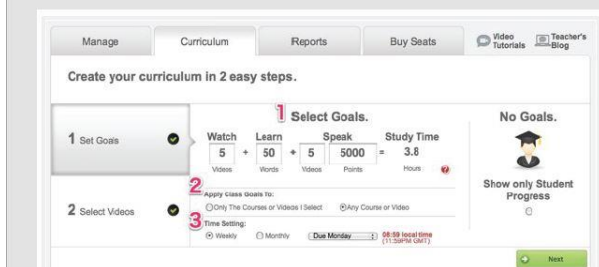 Manage Curriculum Reports Buy Seats Video Tutorials Teacher's Blog
Create your curriculum in 2 easy steps.
1 Set Goals
2 Select Videos
1 Select Goals.
Watch Learn Speak Study Time
5 + 50 + 5 5000 = 3.8
Videos Words Videos Points Hours ?
2 Apply Class Goals To:
Only The Courses or Videos I Select Any Course or Video
3 Time Setting:
Weekly Monthly Due Monday 06:59 local time
(11:59PM GMT)
No Goals.
Show only Student
Progress
Next